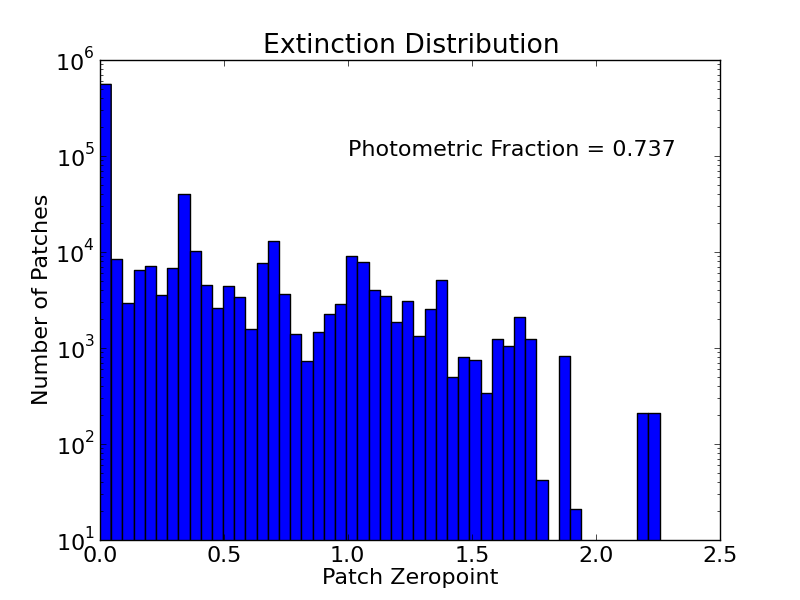 Extinction Distribution
10^6
10^5
10^4
10^3
10^2
10^1
Number of Patches
Photometric Fraction = 0.737
0.0 0.5 1.0 1.5 2.0 2.5
Patch Zeropoint